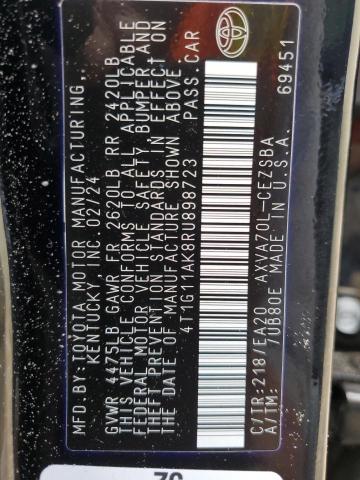 MFD.BY:TOYOTA MOTOR MANUFACTURING,
KENTUCKY, INC 02/24
GVWR 4475LB GAWR FR 2620LB RR 2420LB
THIS VEHICLE CONFORMS TO ALL APPLICABLE
FEDERAL MOTOR VEHICLE SAFETY, BUMPER, AND
THEFT PREVENTION STANDARDS IN EFFECT ON
THE DATE OF MANUFACTURE SHOWN ABOVE.
4T1G11AK8RU898723 PASS.CAR
C/TR:218/EA20 AXVA70L-CEZSBA
A/TM: 70B80E MADE IN U.S.A.
69451
TOYOTA